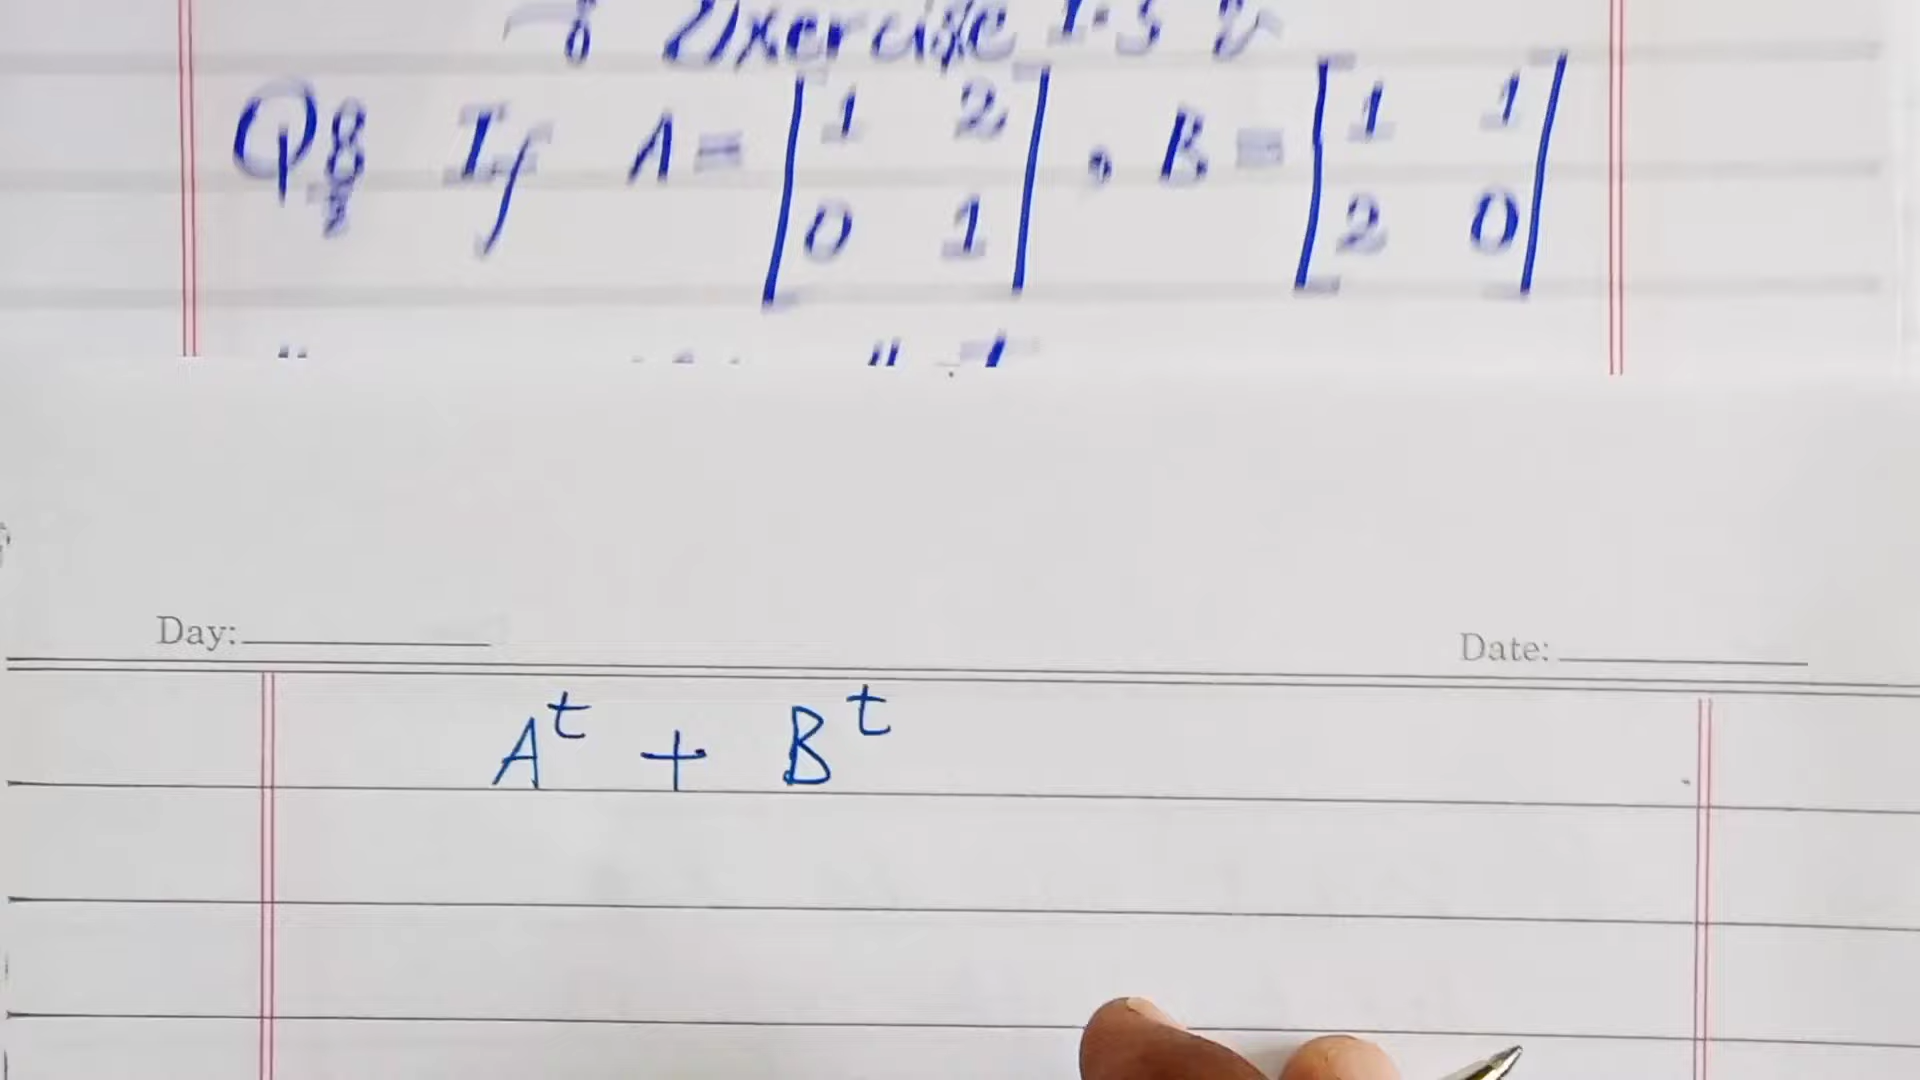 Exercise 1.3
Q8 If A = [1 2 , B = [1 1
0 1] 2 0]
Day: Date:
A^t + B^t